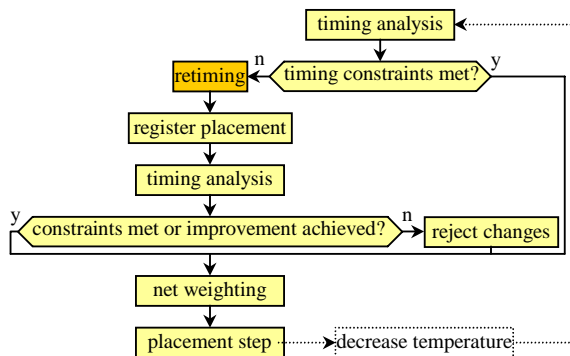 timing analysis
n
y
retiming
timing constraints met?
register placement
timing analysis
y
constraints met or improvement achieved?
n
reject changes
net weighting
placement step
decrease temperature